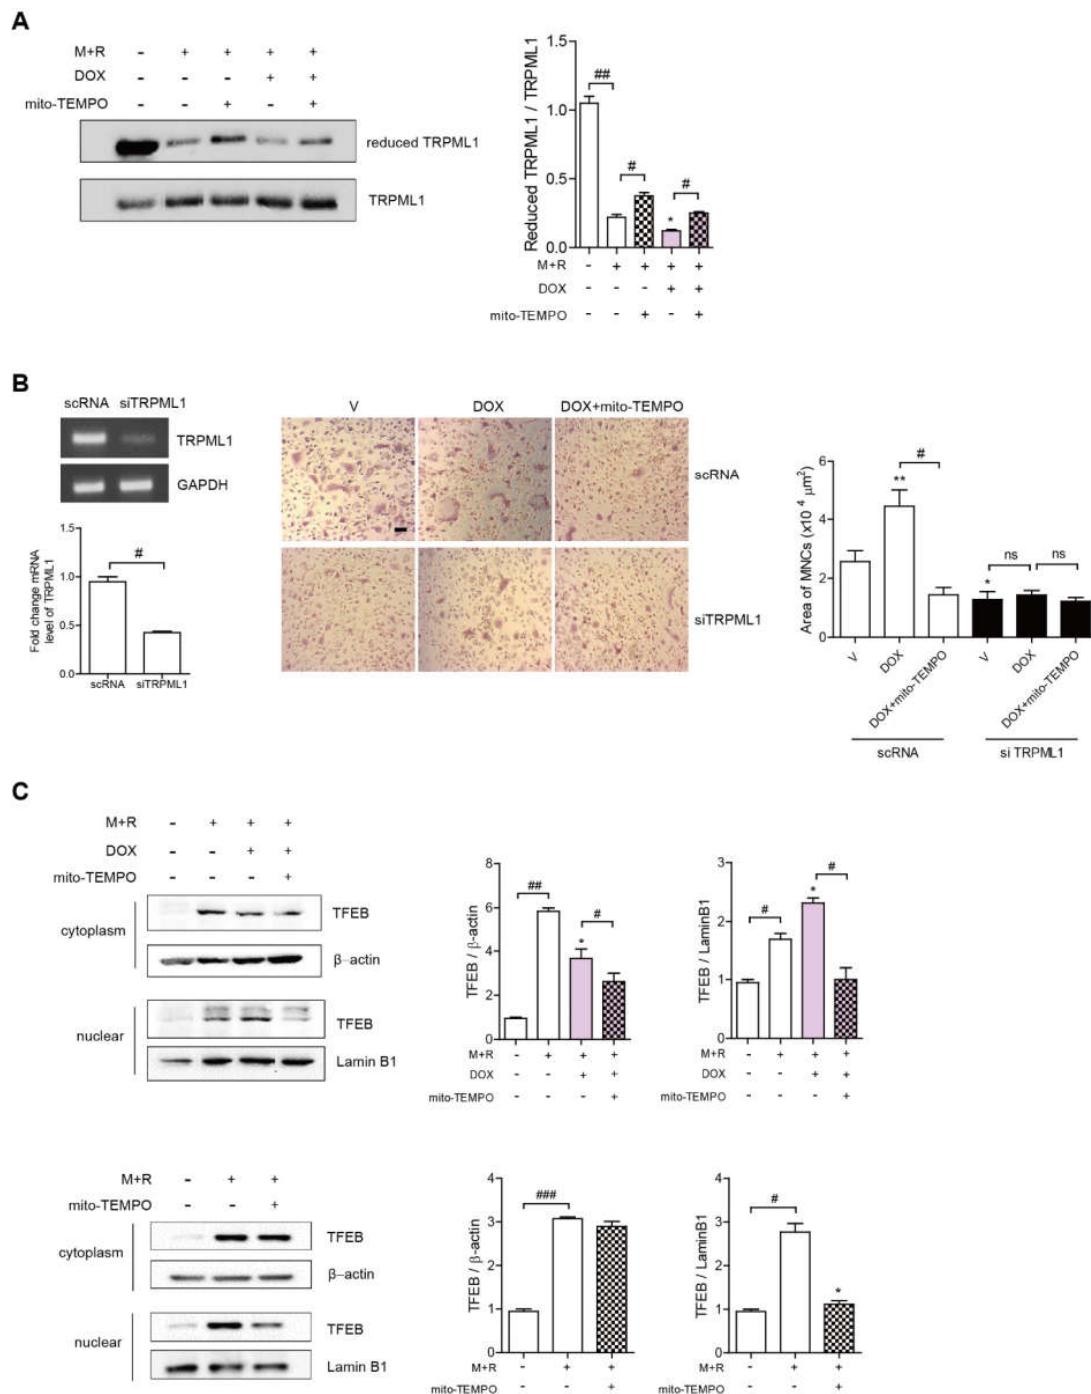 A
M+R - + + + +
DOX - - - + +
mito-TEMPO - - + - +
reduced TRPML1
TRPML1
Reduced TRPML1 / TRPML1
1.5
1.0
0.5
0.0
##
#
#
*
M+R - + + + +
DOX - - - + +
mito-TEMPO - - + - +
B
scRNA siTRPML1
TRPML1
GAPDH
Fold change mRNA
level of TRPML1
1.5
1.0
0.5
0.0
#
scRNA siTRPML1
V DOX DOX+mito-TEMPO
scRNA
siTRPML1
Area of MNCs (x10⁴ μm²)
6
4
2
0
**
#
*
ns
ns
V DOX DOX+mito-TEMPO V DOX DOX+mito-TEMPO
scRNA si TRPML1
C
M+R - + + +
DOX - - + +
mito-TEMPO - - - +
cytoplasm
TFEB
β-actin
nuclear
TFEB
Lamin B1
TFEB / β-actin
8
6
4
2
0
##
*
#
M+R - + + +
DOX - - + +
mito-TEMPO - - - +
TFEB / LaminB1
3
2
1
0
#
*
#
M+R - + + +
DOX - - + +
mito-TEMPO - - - +
M+R - + +
mito-TEMPO - - +
cytoplasm
TFEB
β-actin
nuclear
TFEB
Lamin B1
TFEB / β-actin
4
3
2
1
0
###
M+R - + +
mito-TEMPO - - +
TFEB / LaminB1
4
3
2
1
0
#
*
M+R - + +
mito-TEMPO - - +